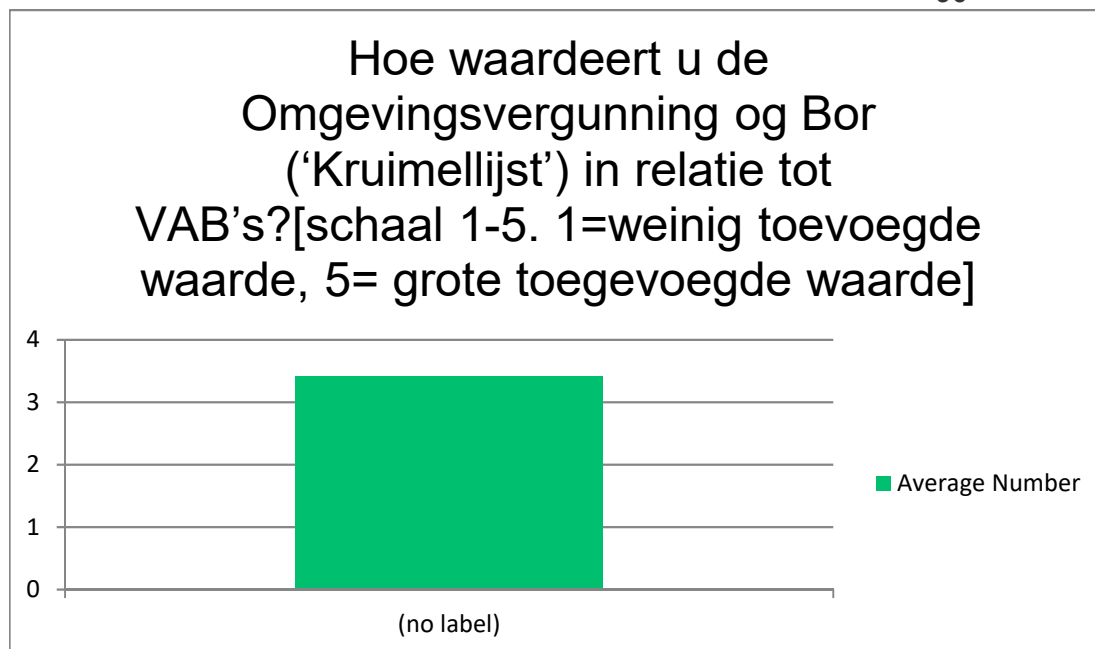 Hoe waardeert u de
Omgevingsvergunning og Bor
(‘Kruimellijst’) in relatie tot
VAB’s?[schaal 1-5. 1=weinig toevoegde
waarde, 5= grote toegevoegde waarde]
4
3
2
1
0
(no label)
Average Number